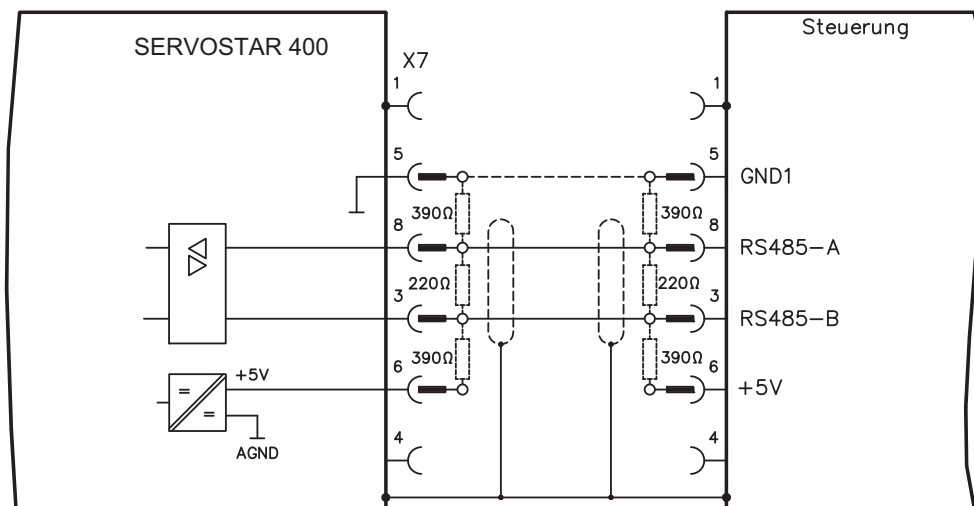 Steuerung
SERVOSTAR 400
X7
1 1
5 5 GND1
390Ω 390Ω
8 8 RS485-A
220Ω 220Ω
3 3 RS485-B
390Ω 390Ω
6 6 +5V
+5V
=
=
AGND
4 4